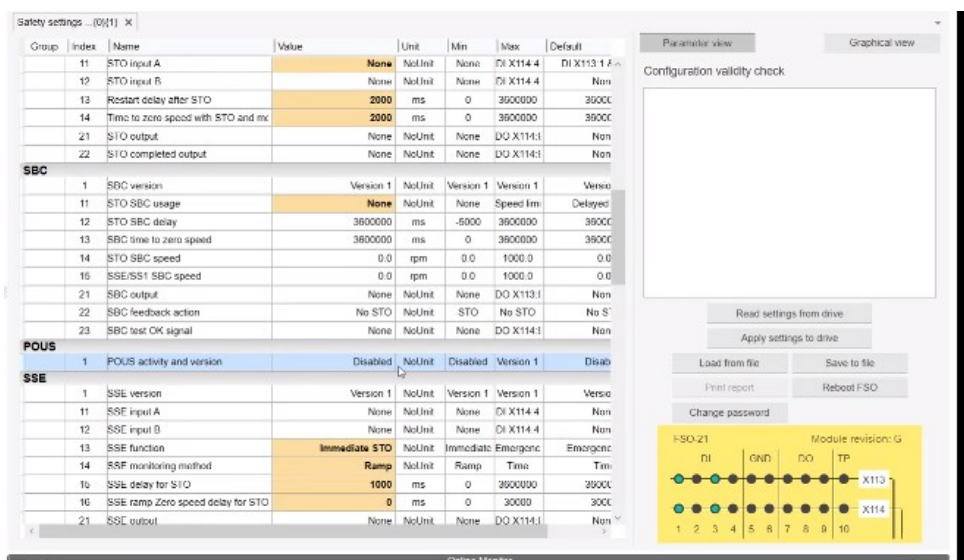 Safety settings ...(0)(1) X
Group Index Name Value Unit Min Max Default
11 STO input A None NoUnit None DI X114:4 DI X113:1 &
12 STO input B None NoUnit None DI X114:4 Non
13 Restart delay after STO 2000 ms 0 3600000 36000
14 Time to zero speed with STO and mo 2000 ms 0 3600000 36000
21 STO output None NoUnit None DO X114: Non
22 STO completed output None NoUnit None DO X114: Non
SBC
1 SBC version Version 1 NoUnit Version 1 Version 1 Versio
11 STO SBC usage None NoUnit None Speed limi Delayed
12 STO SBC delay 3600000 ms -5000 3600000 36000
13 SBC time to zero speed 3600000 ms 0 3600000 36000
14 STO SBC speed 0.0 rpm 0.0 1000.0 0.0
15 SSE/SS1 SBC speed 0.0 rpm 0.0 1000.0 0.0
21 SBC output None NoUnit None DO X113: Non
22 SBC feedback action No STO NoUnit STO No STO No S
23 SBC test OK signal None NoUnit None DO X114: Non
POUS
1 POUS activity and version Disabled NoUnit Disabled Version 1 Disab
SSE
1 SSE version Version 1 NoUnit Version 1 Version 1 Versio
11 SSE input A None NoUnit None DI X114:4 Non
12 SSE input B None NoUnit None DI X114:4 Non
13 SSE function Immediate STO NoUnit Immediate Emergenc Emergenc
14 SSE monitoring method Ramp NoUnit Ramp Time Time
15 SSE delay for STO 1000 ms 0 3600000 36000
16 SSE ramp Zero speed delay for STO 0 ms 0 30000 3000
21 SSE output None NoUnit None DO X114: Non
Parameter view Graphical view
Configuration validity check
Read settings from drive
Apply settings to drive
Load from file Save to file
Print report Reboot FSO
Change password
FSO-21 Module revision: G
DI GND DO TP
X113
X114
1 2 3 4 5 6 7 8 9 10
Online Monitor